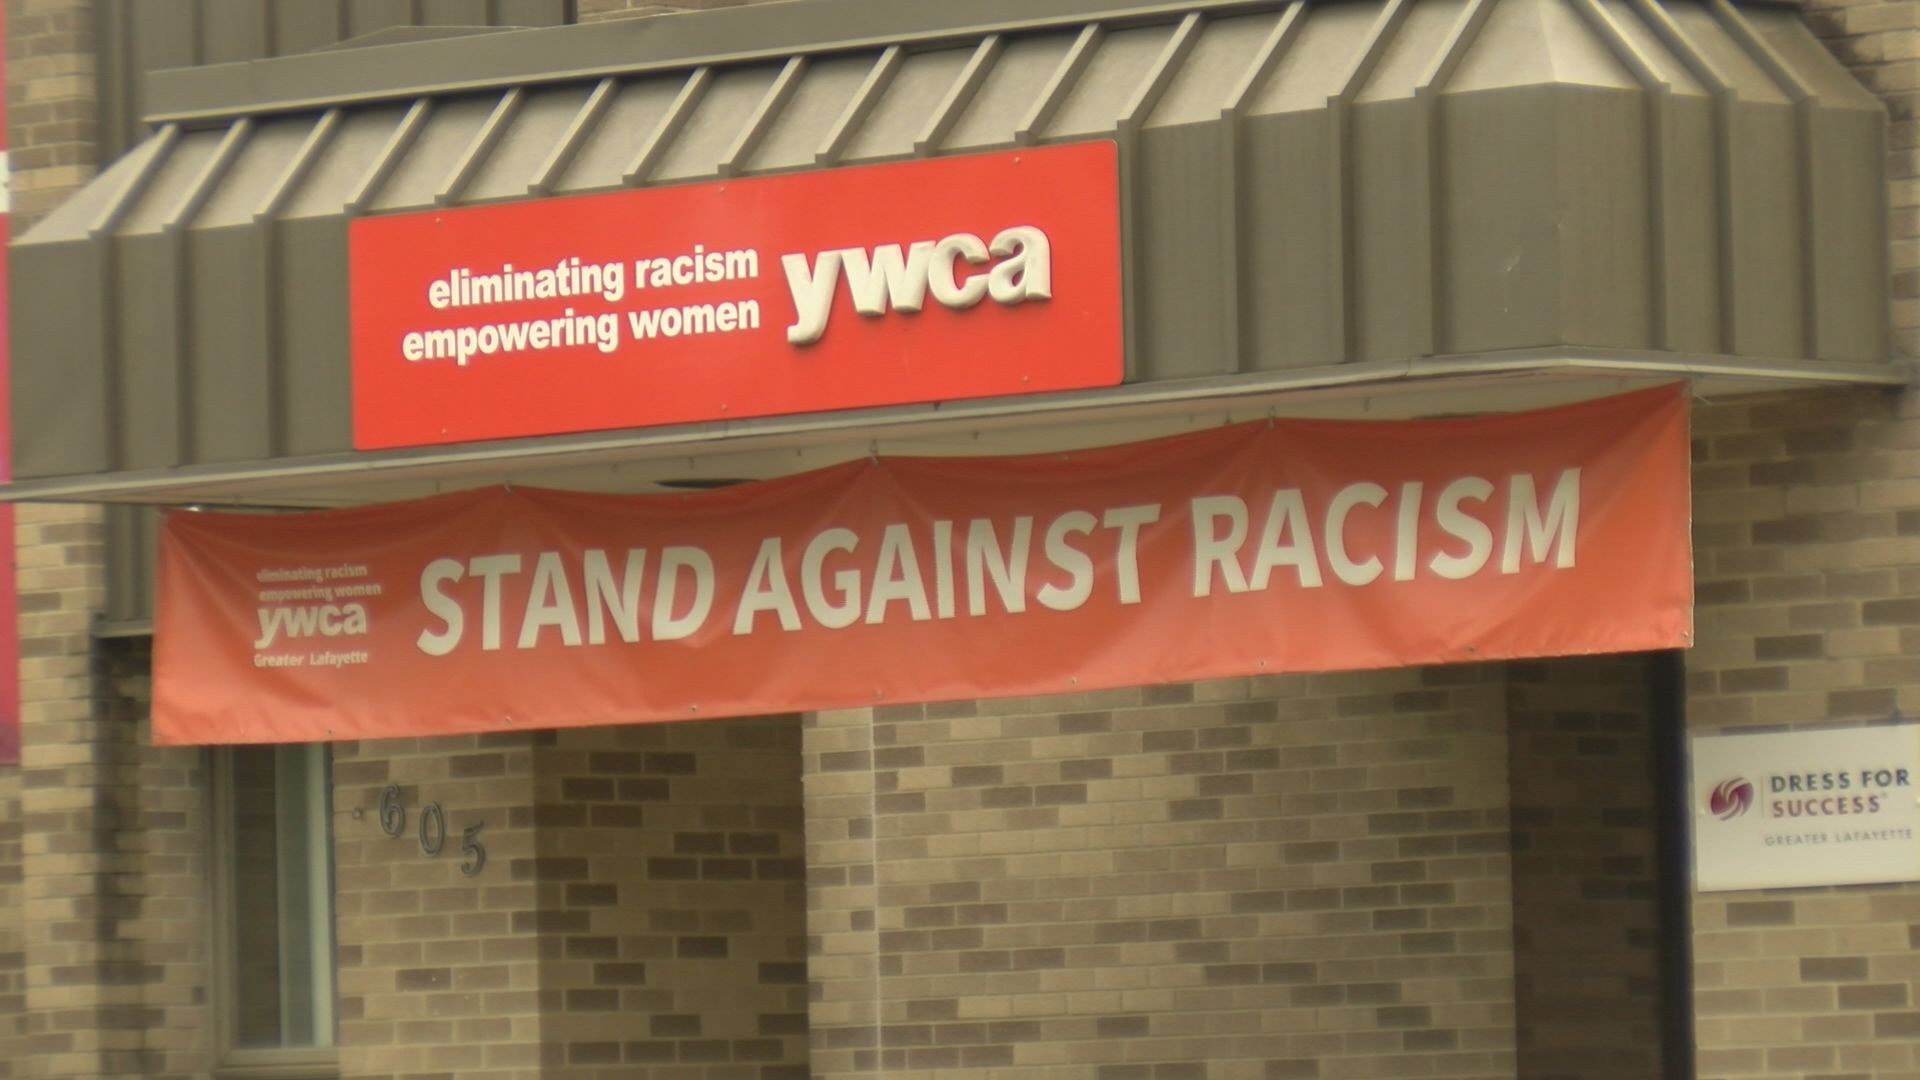 eliminating racism
empowering women
ywca
eliminating racism
empowering women
ywca
Greater Lafayette
STAND AGAINST RACISM
605
DRESS FOR
SUCCESS
GREATER LAFAYETTE